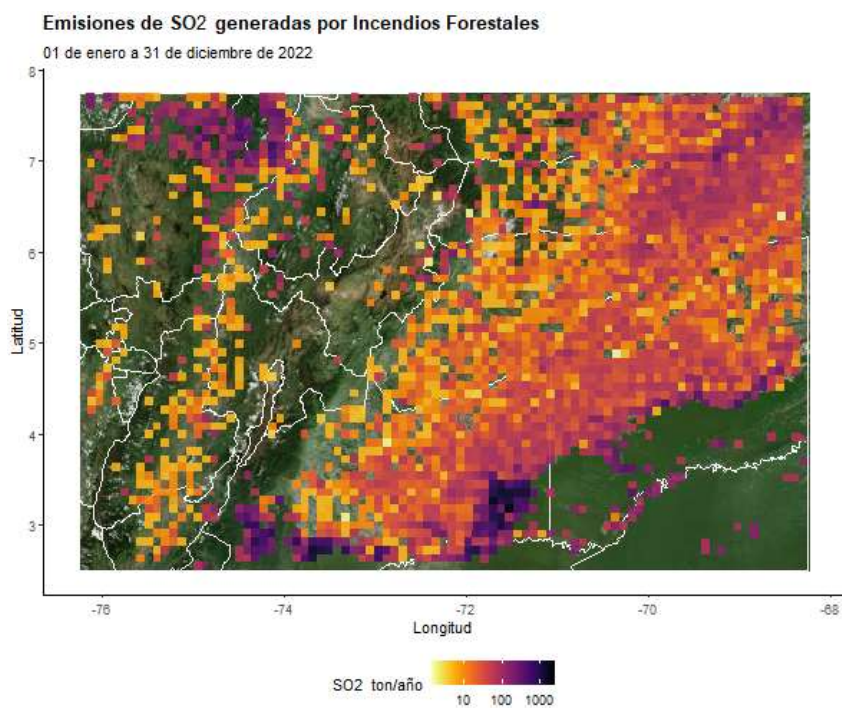 Emisiones de SO2 generadas por Incendios Forestales
01 de enero a 31 de diciembre de 2022
8
7
6
5
4
3
Latitud
-76
-74
-72
-70
-68
Longitud
SO2 ton/año
10
100
1000